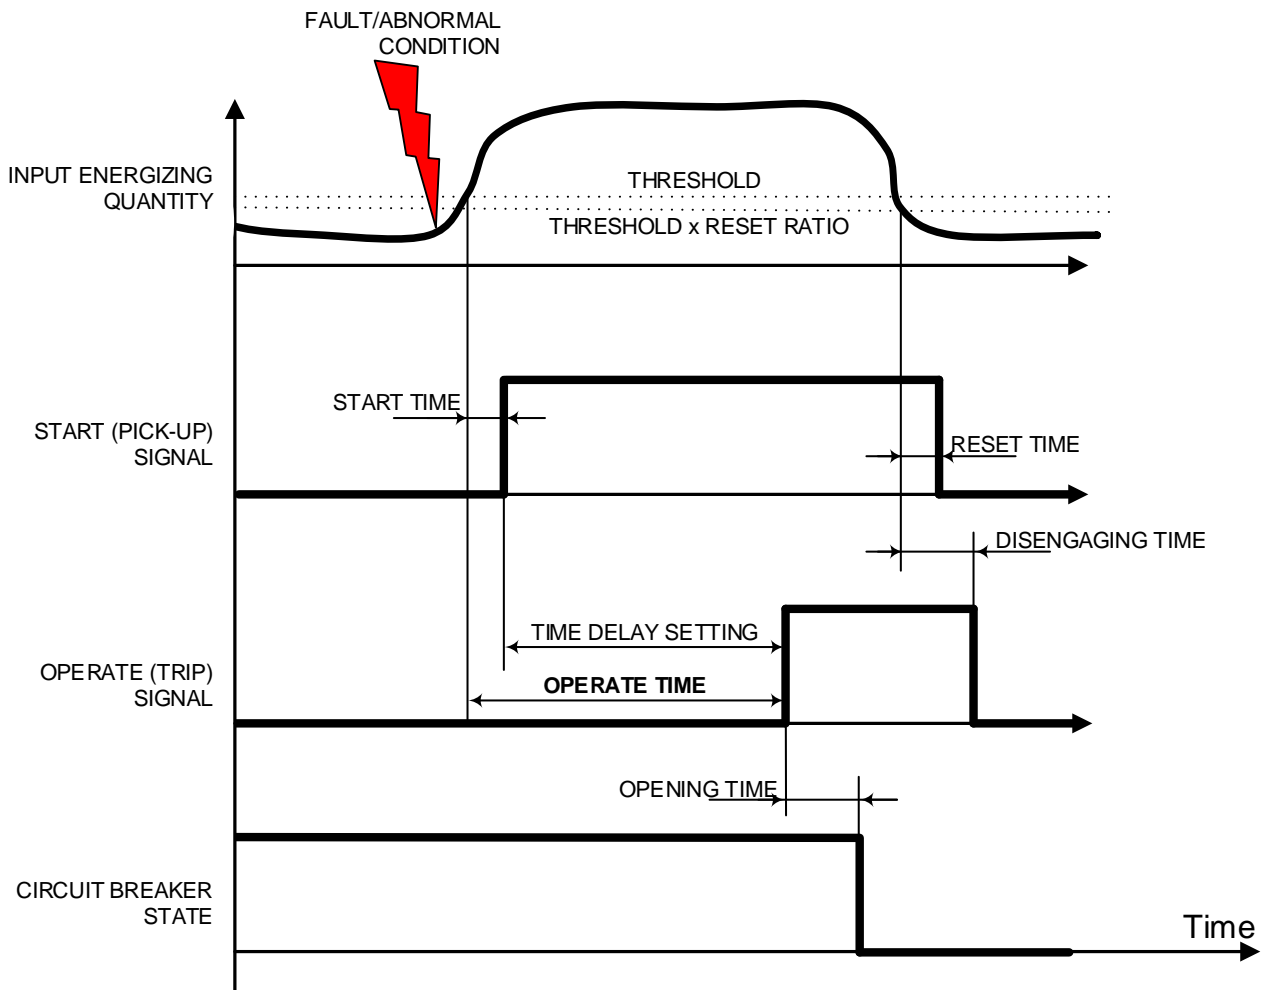 FAULT/ABNORMAL
CONDITION
INPUT ENERGIZING
QUANTITY
THRESHOLD
THRESHOLD x RESET RATIO
START TIME
START (PICK-UP)
SIGNAL
RESET TIME
DISENGAGING TIME
TIME DELAY SETTING
OPERATE (TRIP)
SIGNAL
OPERATE TIME
OPENING TIME
CIRCUIT BREAKER
STATE
Time